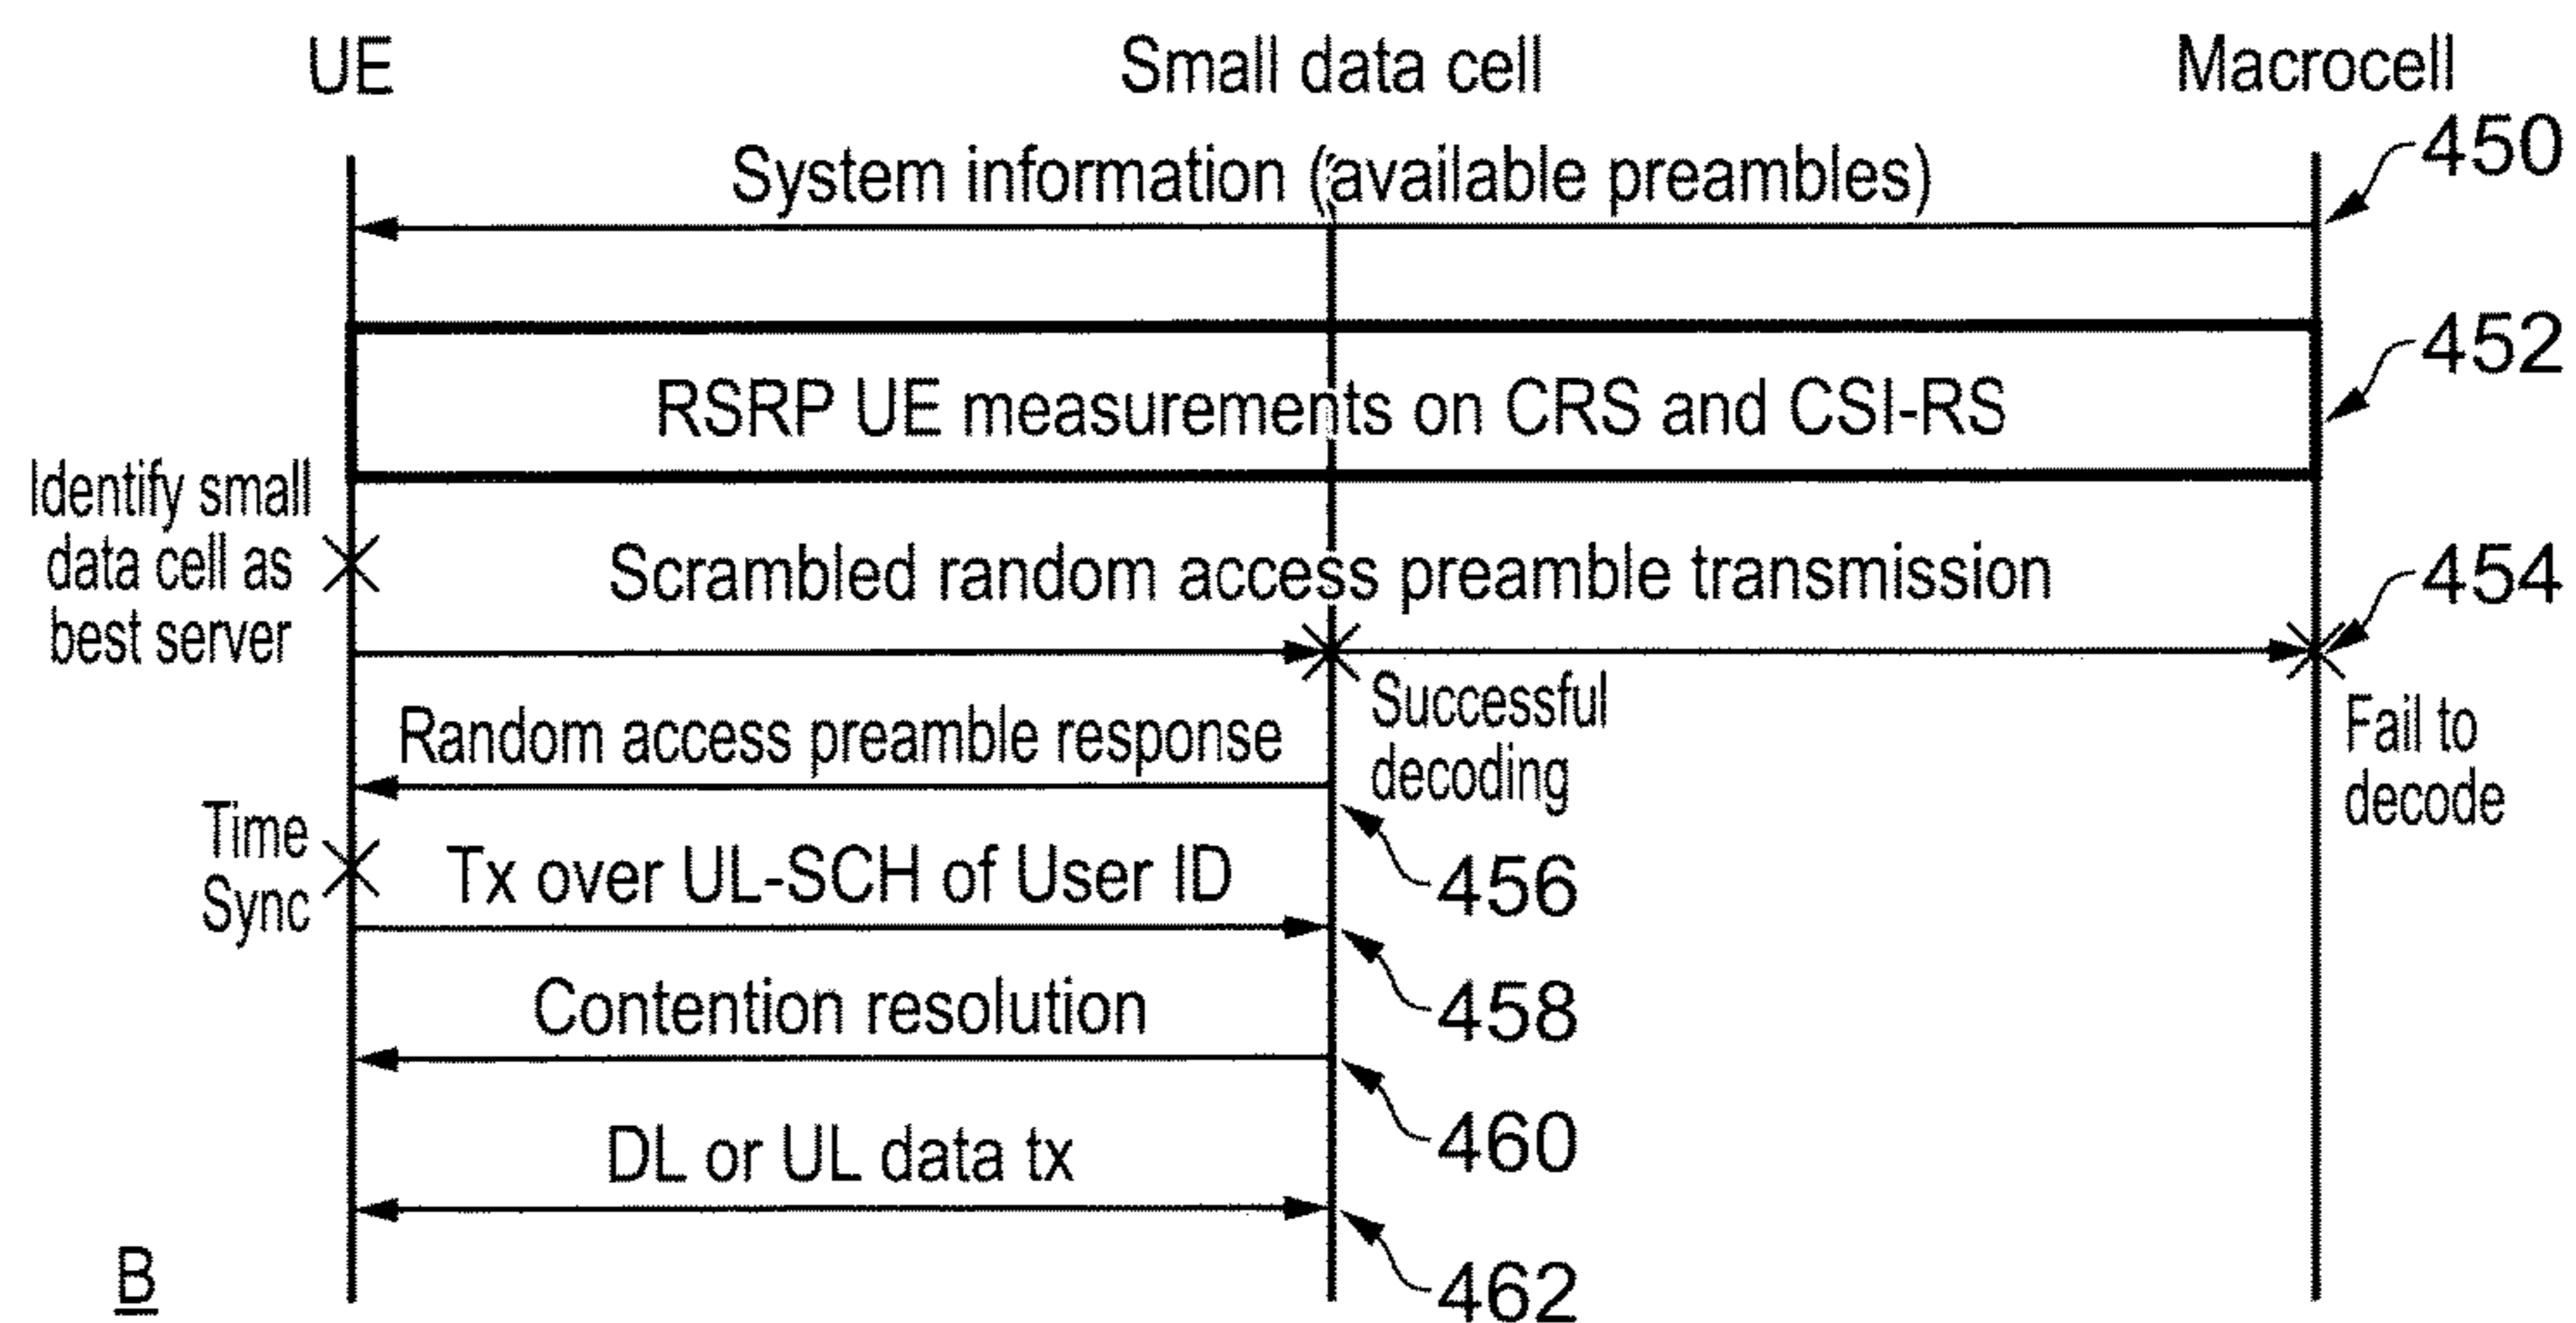 UE
Small data cell
Macrocell
System information (available preambles)
450
RSRP UE measurements on CRS and CSI-RS
452
Identify small
data cell as
best server
Scrambled random access preamble transmission
454
Successful
decoding
Fail to
decode
Random access preamble response
456
Time
Sync
Tx over UL-SCH of User ID
458
Contention resolution
460
DL or UL data tx
462
B